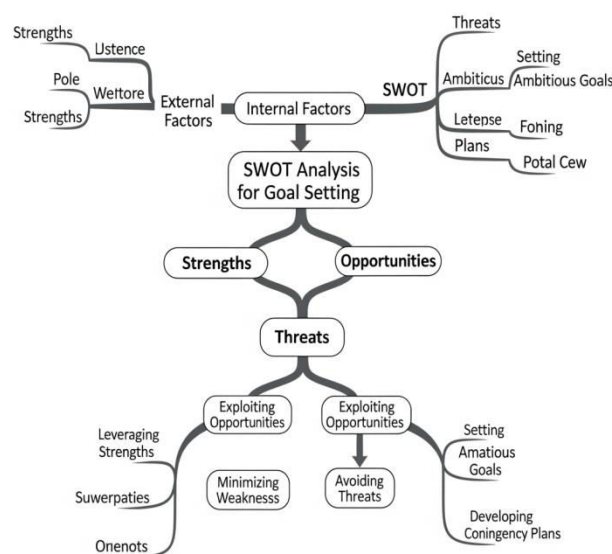 Strengths
Ustence
Pole
Wettore
Strengths
External
Factors
Internal Factors
SWOT
Threats
Ambiticus
Setting
Ambitious Goals
Letense
Fohing
Plans
Potal Cew
SWOT Analysis
for Goal Setting
Strengths
Opportunities
Threats
Exploiting
Opportunities
Exploiting
Opportunities
Leveraging
Strengths
Suwerpaties
Onenots
Minimizing
Weaknesss
Avoiding
Threats
Setting
Amatious
Goals
Developing
Coningency Plans